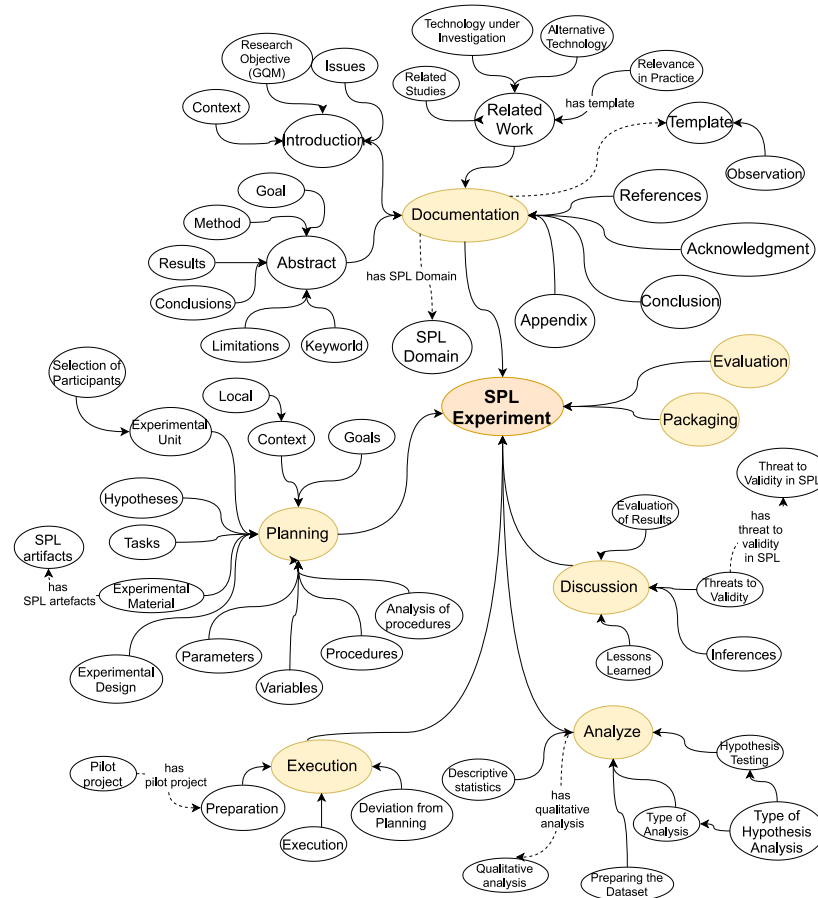 Technology under
Investigation
Alternative
Technology
Research
Objective
(GQM)
Issues
Related
Studies
Relevance
in Practice
Context
has template
Related
Work
Introduction
Template
Observation
Goal
References
Method
Documentation
Acknowledgment
Results
Abstract
has SPL Domain
Conclusions
Conclusion
Appendix
Limitations
Keyworld
SPL
Domain
Evaluation
Selection of
Participants
Local
SPL
Experiment
Packaging
Experimental
Unit
Context
Goals
Threat to
Validity in SPL
Hypotheses
Evaluation
of Results
has
threat to
validity
in SPL
SPL
artifacts
Tasks
Planning
has
SPL artefacts
Experimental
Material
Discussion
Threats to
Validity
Analysis of
procedures
Parameters
Procedures
Lessons
Learned
Inferences
Experimental
Design
Variables
Analyze
Pilot
project
has
pilot project
Execution
Descriptive
statistics
has
qualitative
analysis
Hypothesis
Testing
Preparation
Deviation from
Planning
Type of
Analysis
Type of
Hypothesis
Analysis
Execution
Qualitative
analysis
Preparing the
Dataset